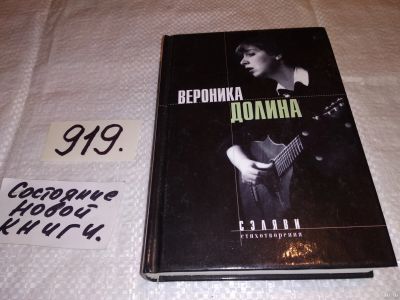 919.
Состояние
новой
книги.
ВЕРОНИКА
ДОЛИНА
СЭЛЯВИ
стихотворения